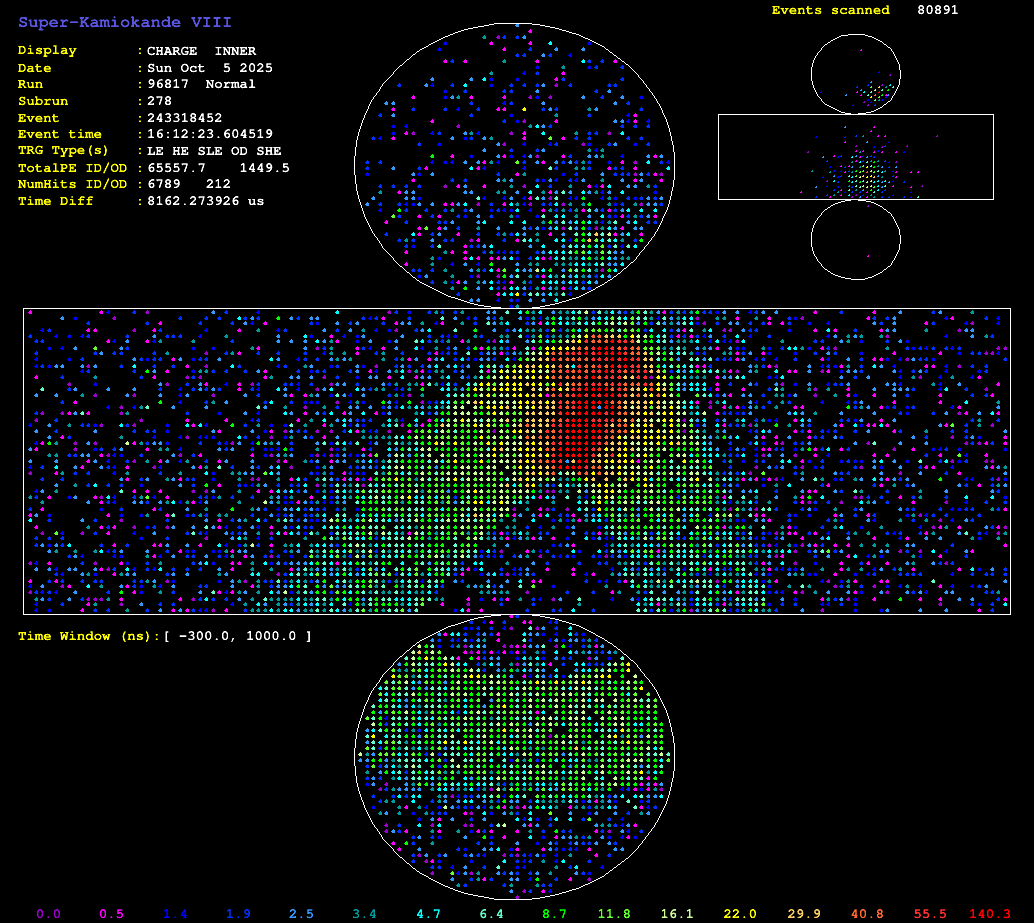 Super-Kamiokande VIII
Display : CHARGE INNER
Date : Sun Oct 5 2025
Run : 96817 Normal
Subrun : 278
Event : 243318452
Event time : 16:12:23.604519
TRG Type(s) : LE HE SLE OD SHE
TotalPE ID/OD : 65557.7 1449.5
NumHits ID/OD : 6789 212
Time Diff : 8162.273926 us
Events scanned 80891
Time Window (ns):[ -300.0, 1000.0 ]
0.0 0.5 1.4 1.9 2.5 3.4 4.7 6.4 8.7 11.8 16.1 22.0 29.9 40.8 55.5 140.3